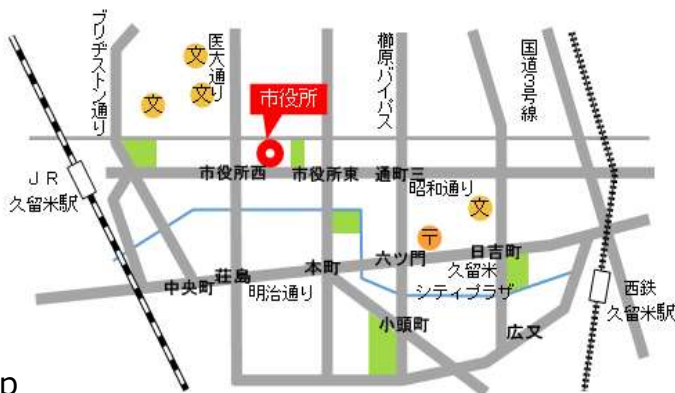 ブリヂストン通り
医大通り
櫛原バイパス
国道3号線
文
文
文
市役所
市役所西
市役所東
通町三
昭和通り
JR
久留米駅
文
〒
六ツ門
日吉町
本町
荘島
中央町
明治通り
久留米
シティプラザ
西鉄
久留米駅
小頭町
広又
p